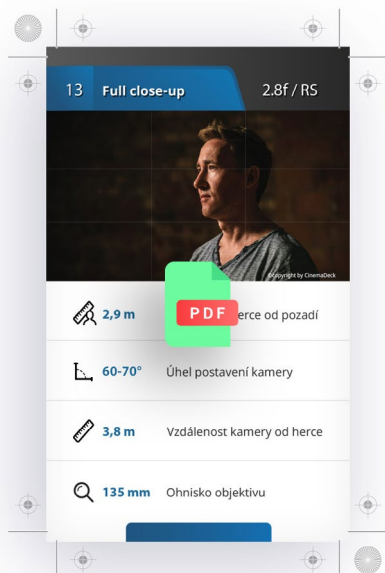 13 Full close-up 2.8f / RS
©copyright by CinemaDeck
2,9 m erce od pozadí
PDF
60-70° Úhel postavení kamery
3,8 m Vzdálenost kamery od herce
135 mm Ohnisko objektivu